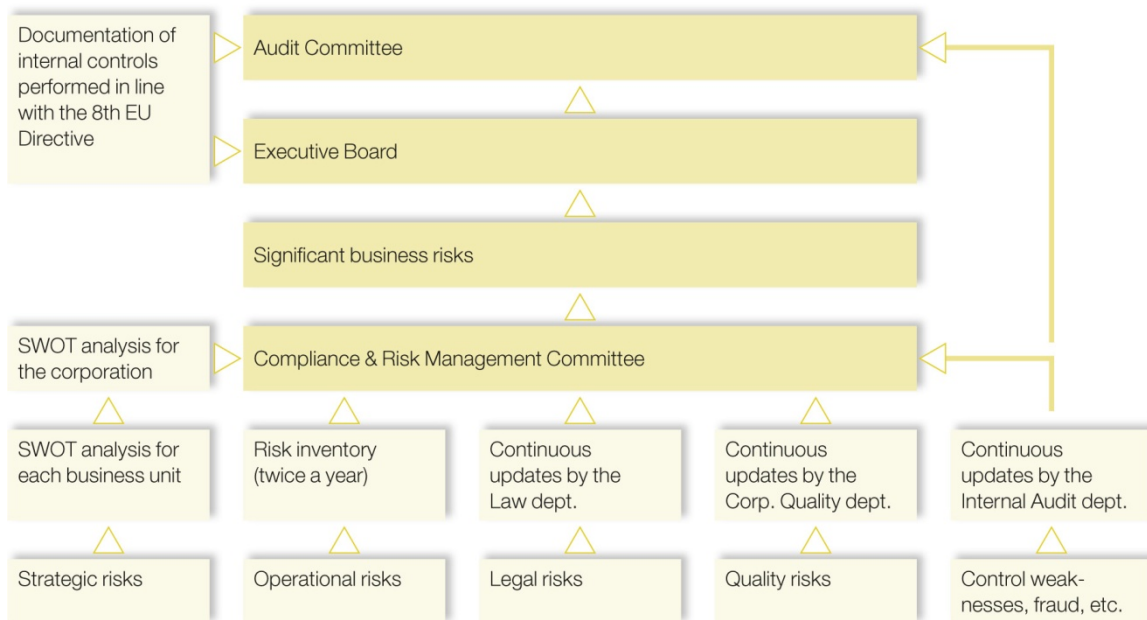 Documentation of
internal controls
performed in line
with the 8th EU
Directive
Audit Committee
Executive Board
Significant business risks
SWOT analysis for
the corporation
Compliance & Risk Management Committee
SWOT analysis for
each business unit
Risk inventory
(twice a year)
Continuous
updates by the
Law dept.
Continuous
updates by the
Corp. Quality dept.
Continuous
updates by the
Internal Audit dept.
Strategic risks
Operational risks
Legal risks
Quality risks
Control weak-
nesses, fraud, etc.